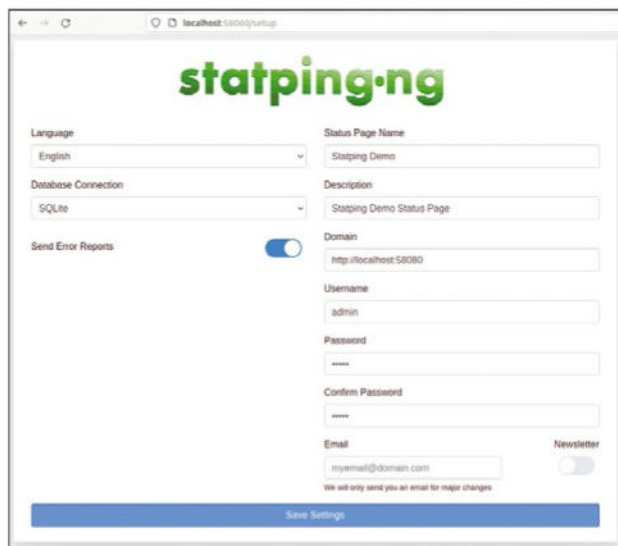 localhost:58080/setup
statping-ng
Language
English
Database Connection
SQLite
Send Error Reports
Status Page Name
Statping Demo
Description
Statping Demo Status Page
Domain
http://localhost:58080
Username
admin
Password
•••••
Confirm Password
•••••
Email
Newsletter
myemail@domain.com
We will only send you an email for major changes
Save Settings